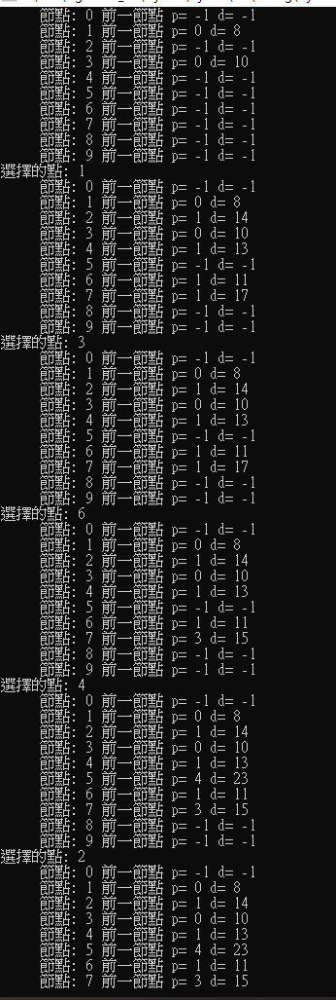 節點: 0 前一節點 p= -1 d= -1
節點: 1 前一節點 p= 0 d= 8
節點: 2 前一節點 p= -1 d= -1
節點: 3 前一節點 p= 0 d= 10
節點: 4 前一節點 p= -1 d= -1
節點: 5 前一節點 p= -1 d= -1
節點: 6 前一節點 p= -1 d= -1
節點: 7 前一節點 p= -1 d= -1
節點: 8 前一節點 p= -1 d= -1
節點: 9 前一節點 p= -1 d= -1
選擇的點: 1
節點: 0 前一節點 p= -1 d= -1
節點: 1 前一節點 p= 0 d= 8
節點: 2 前一節點 p= 1 d= 14
節點: 3 前一節點 p= 0 d= 10
節點: 4 前一節點 p= 1 d= 13
節點: 5 前一節點 p= -1 d= -1
節點: 6 前一節點 p= 1 d= 11
節點: 7 前一節點 p= 1 d= 17
節點: 8 前一節點 p= -1 d= -1
節點: 9 前一節點 p= -1 d= -1
選擇的點: 3
節點: 0 前一節點 p= -1 d= -1
節點: 1 前一節點 p= 0 d= 8
節點: 2 前一節點 p= 1 d= 14
節點: 3 前一節點 p= 0 d= 10
節點: 4 前一節點 p= 1 d= 13
節點: 5 前一節點 p= -1 d= -1
節點: 6 前一節點 p= 1 d= 11
節點: 7 前一節點 p= 1 d= 17
節點: 8 前一節點 p= -1 d= -1
節點: 9 前一節點 p= -1 d= -1
選擇的點: 6
節點: 0 前一節點 p= -1 d= -1
節點: 1 前一節點 p= 0 d= 8
節點: 2 前一節點 p= 1 d= 14
節點: 3 前一節點 p= 0 d= 10
節點: 4 前一節點 p= 1 d= 13
節點: 5 前一節點 p= -1 d= -1
節點: 6 前一節點 p= 1 d= 11
節點: 7 前一節點 p= 3 d= 15
節點: 8 前一節點 p= -1 d= -1
節點: 9 前一節點 p= -1 d= -1
選擇的點: 4
節點: 0 前一節點 p= -1 d= -1
節點: 1 前一節點 p= 0 d= 8
節點: 2 前一節點 p= 1 d= 14
節點: 3 前一節點 p= 0 d= 10
節點: 4 前一節點 p= 1 d= 13
節點: 5 前一節點 p= 4 d= 23
節點: 6 前一節點 p= 1 d= 11
節點: 7 前一節點 p= 3 d= 15
節點: 8 前一節點 p= -1 d= -1
節點: 9 前一節點 p= -1 d= -1
選擇的點: 2
節點: 0 前一節點 p= -1 d= -1
節點: 1 前一節點 p= 0 d= 8
節點: 2 前一節點 p= 1 d= 14
節點: 3 前一節點 p= 0 d= 10
節點: 4 前一節點 p= 1 d= 13
節點: 5 前一節點 p= 4 d= 23
節點: 6 前一節點 p= 1 d= 11
節點: 7 前一節點 p= 3 d= 15